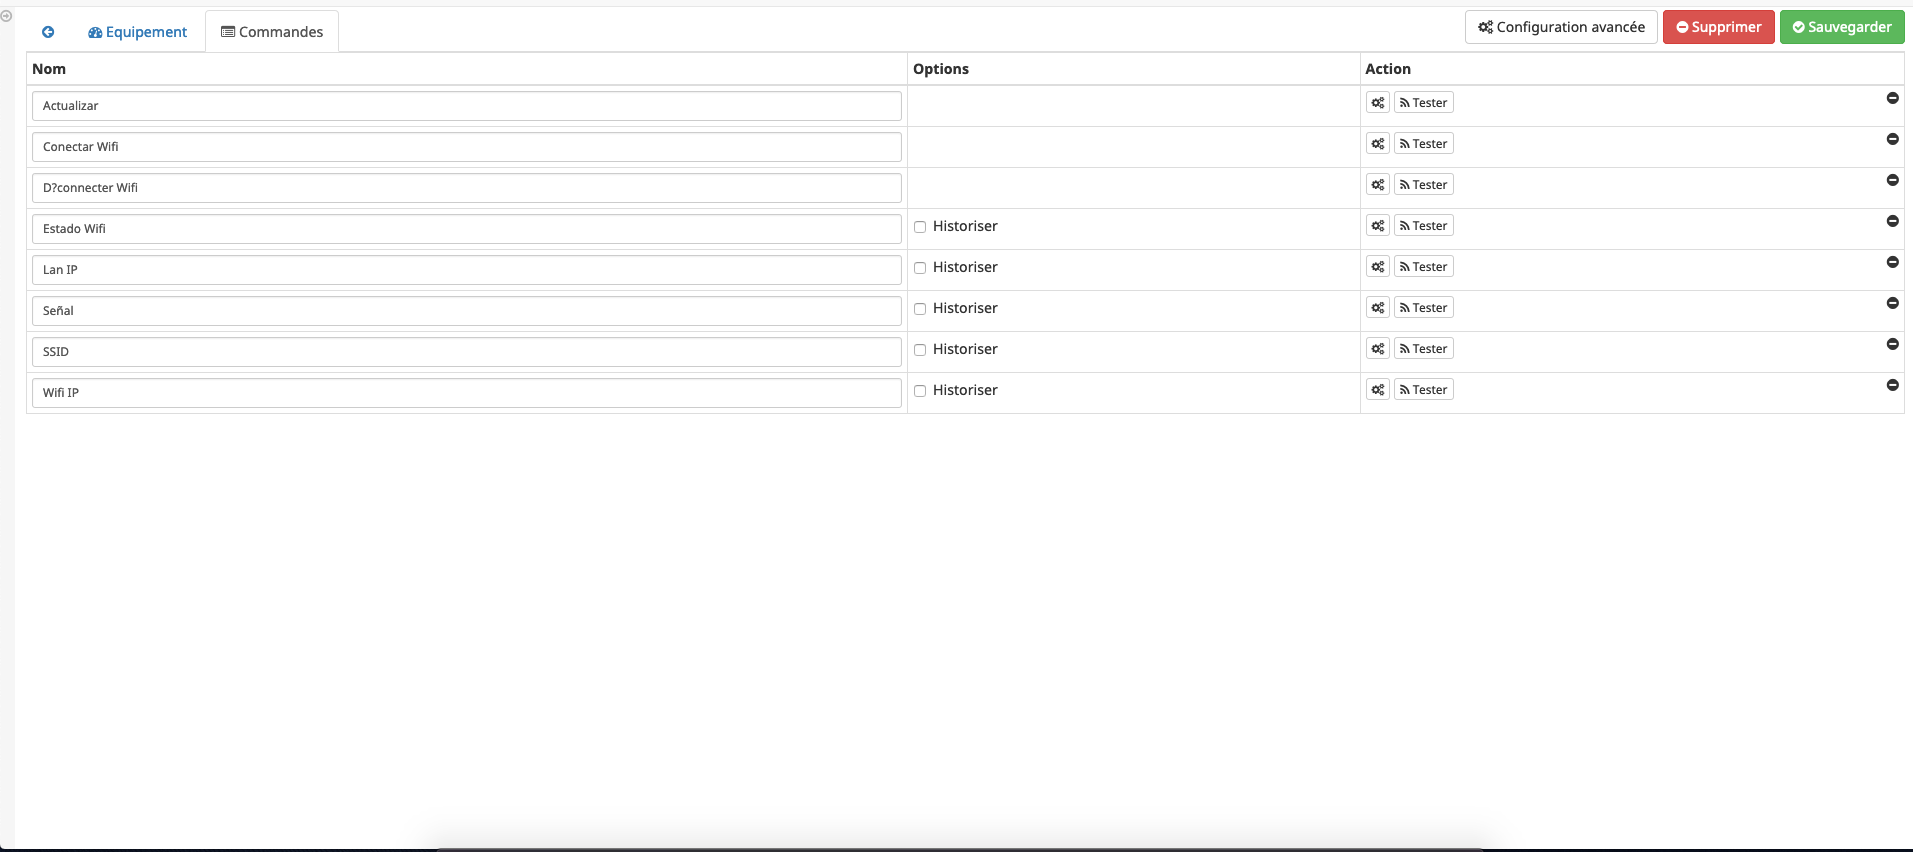 Equipement Commandes Configuration avancée Supprimer Sauvegarder
Nom Options Action
Actualizar Tester
Conectar Wifi Tester
D?connecter Wifi Tester
Estado Wifi Historiser Tester
Lan IP Historiser Tester
Señal Historiser Tester
SSID Historiser Tester
Wifi IP Historiser Tester